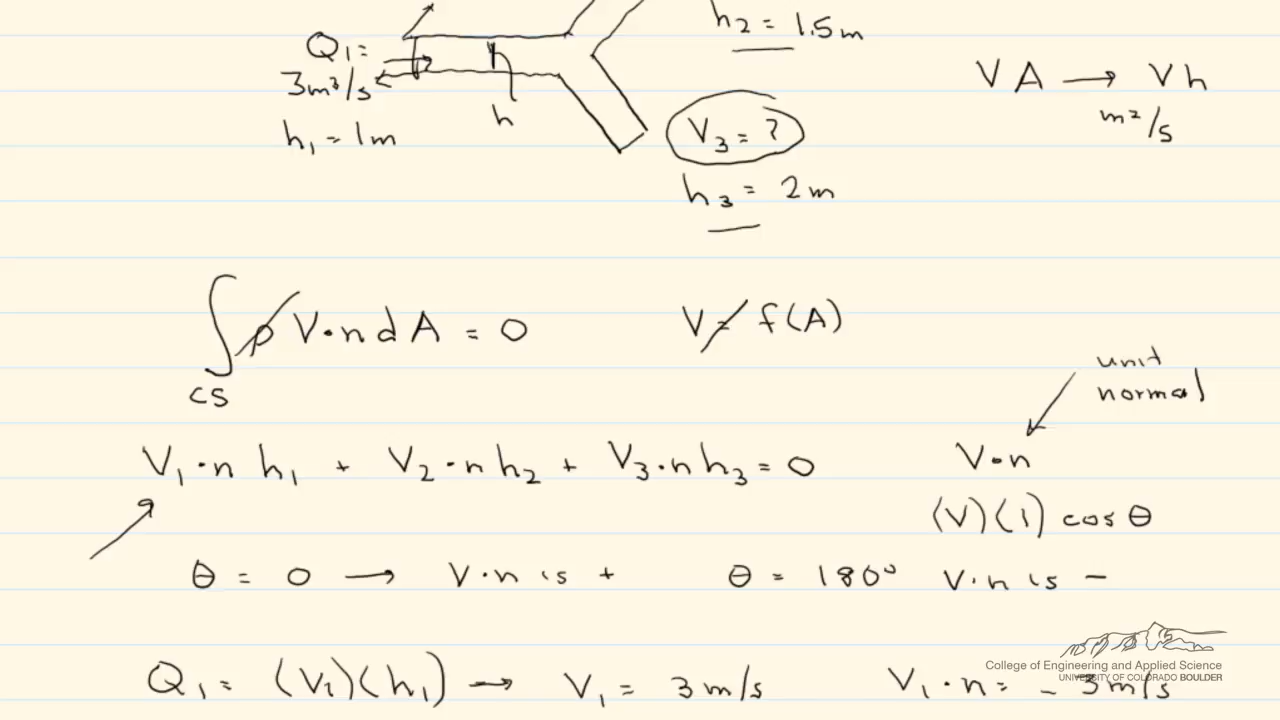 h2 = 1.5m
Q1 =
3m³/s
h1 = 1m
h
V3 = ?
h3 = 2m
VA → Vh
m²/s
∫ ρ V·n dA = 0
CS
V = f(A)
unit
normal
V1·n h1 + V2·n h2 + V3·n h3 = 0
V·n
(V)(1) cos θ
θ = 0 → V·n is +
θ = 180° V·n is −
Q1 = (V1)(h1) → V1 = 3 m/s
V1·n = −3m/s
College of Engineering and Applied Science
UNIVERSITY OF COLORADO BOULDER